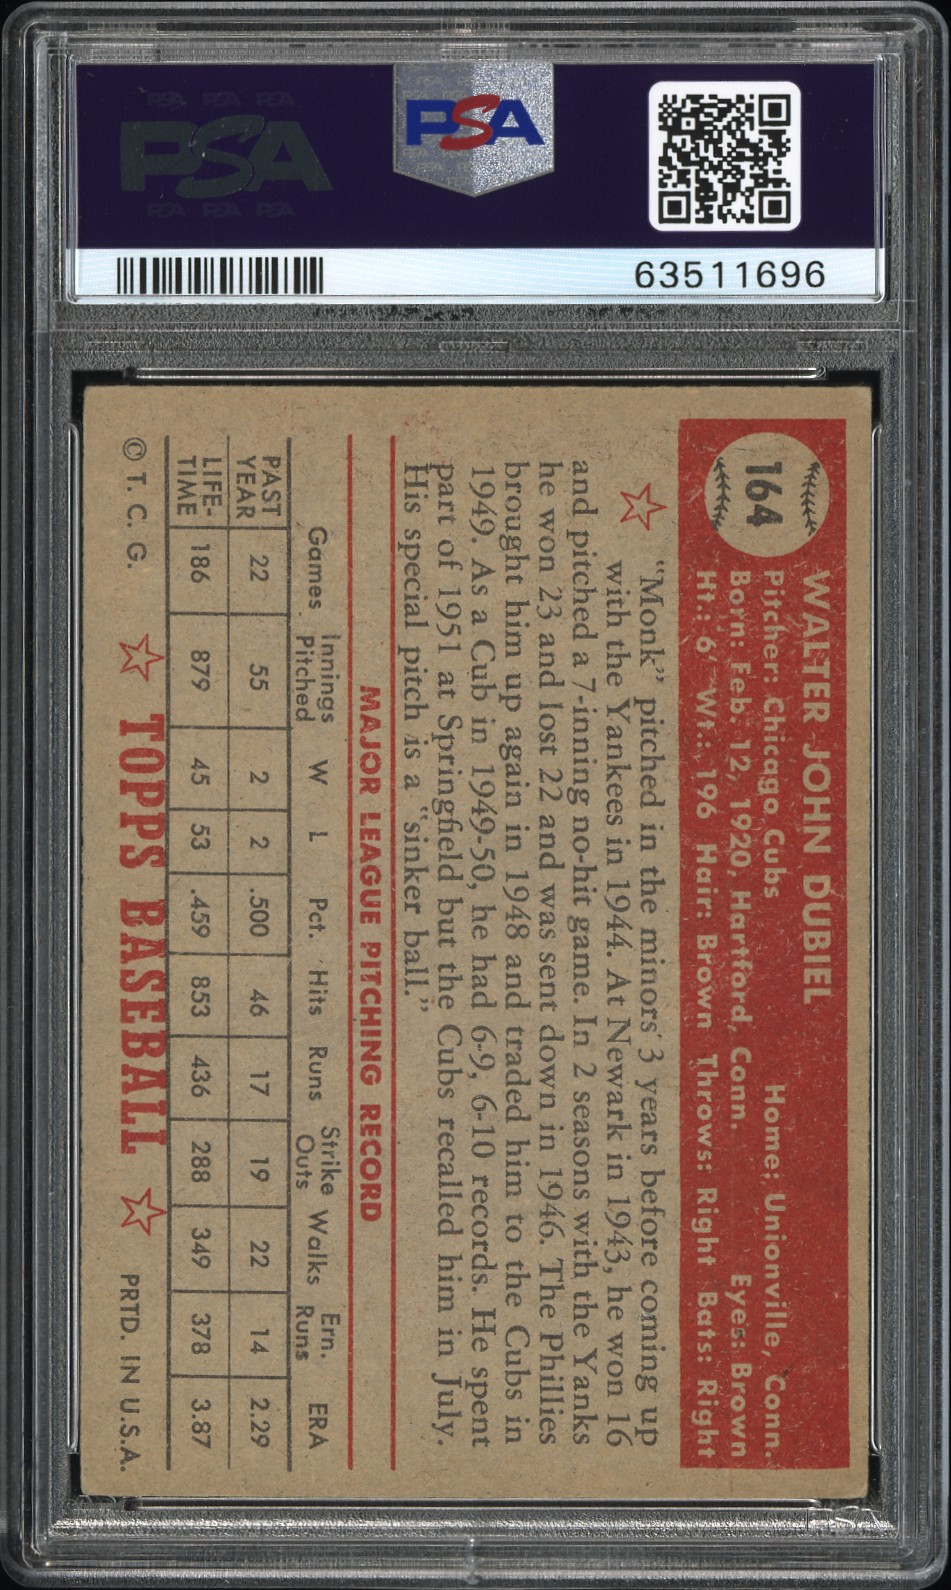 PSA PSA PSA
PSA
PSA PSA PSA
PSA
63511696
164
WALTER JOHN DUBIEL
Pitcher: Chicago Cubs Home: Unionville, Conn.
Born: Feb. 12, 1920, Hartford, Conn. Eyes: Brown
Ht.: 6' Wt.: 196 Hair: Brown Throws: Right Bats: Right
"Monk" pitched in the minors 3 years before coming up
with the Yankees in 1944. At Newark in 1943, he won 16
and pitched a 7-inning no-hit game. In 2 seasons with the Yanks
he won 23 and lost 22 and was sent down in 1946. The Phillies
brought him up again in 1948 and traded him to the Cubs in
1949. As a Cub in 1949-50, he had 6-9, 6-10 records. He spent
part of 1951 at Springfield but the Cubs recalled him in July.
His special pitch is a "sinker ball."
MAJOR LEAGUE PITCHING RECORD
Games Innings Pitched W L Pct. Hits Runs Strike Outs Walks Ern. Runs ERA
PAST YEAR 22 55 2 2 .500 46 17 19 22 14 2.29
LIFE-TIME 186 879 45 53 .459 853 436 288 349 378 3.87
© T. C. G. TOPPS BASEBALL PRTD. IN U.S.A.